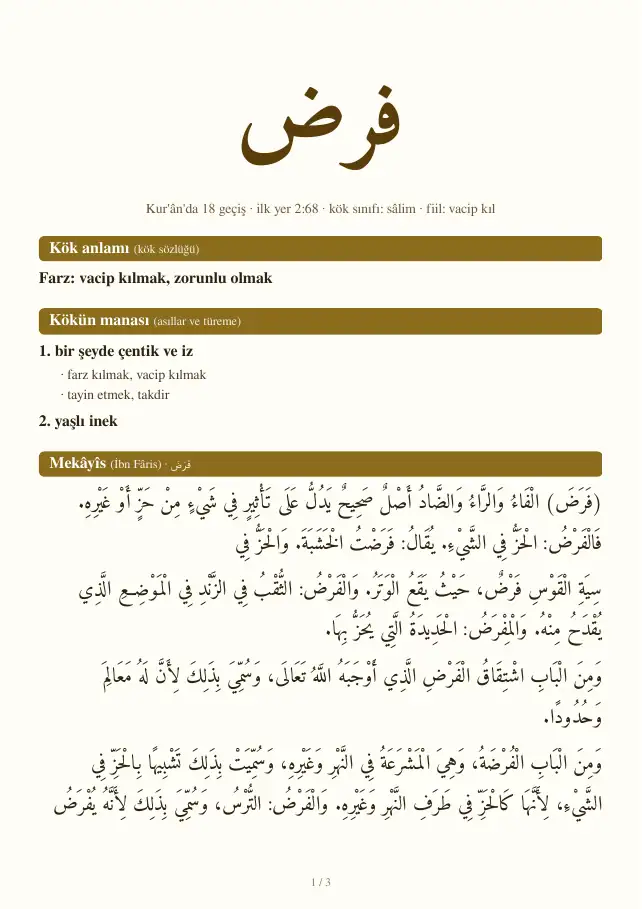 فرض
Kur'ân'da 18 geçiş · ilk yer 2:68 · kök sınıfı: sâlim · fiil: vacip kıl
Kök anlamı (kök sözlüğü)
Farz: vacip kılmak, zorunlu olmak
Kökün manası (asıllar ve türeme)
1. bir şeyde çentik ve iz
· farz kılmak, vacip kılmak
· tayin etmek, takdir
2. yaşlı inek
Mekâyîs (İbn Fâris) · فَرَضَ
(فَرَضَ) الْفَاءُ وَالرَّاءُ وَالضَّادُ أَصْلٌ صَحِيحٌ يَدُلُّ عَلَى تَأْثِيرٍ فِي شَيْءٍ مِنْ حَزٍّ أَوْ غَيْرِهِ.
فَالْفَرْضُ: الْحَزُّ فِي الشَّيْءِ. يُقَالُ: فَرَضْتُ الْخَشَبَةَ. وَالْحَزُّ فِي
سِيَةِ الْقَوْسِ فَرْضٌ، حَيْثُ يَقَعُ الْوَتَرُ. وَالْفَرْضُ: الثُّقْبُ فِي الزَّنْدِ فِي الْمَوْضِعِ الَّذِي
يُقْدَحُ مِنْهُ. وَالْمِفْرَضُ: الْحَدِيدَةُ الَّتِي يُحَزُّ بِهَا.
وَمِنَ الْبَابِ اشْتِقَاقُ الْفَرْضِ الَّذِي أَوْجَبَهُ اللَّهُ تَعَالَى، وَسُمِّيَ بِذَلِكَ لِأَنَّ لَهُ مَعَالِمَ
وَحُدُودًا.
وَمِنَ الْبَابِ الْفُرْضَةُ، وَهِيَ الْمَشْرَعَةُ فِي النَّهْرِ وَغَيْرِهِ، وَسُمِّيَتْ بِذَلِكَ تَشْبِيهًا بِالْحَزِّ فِي
الشَّيْءِ، لِأَنَّهَا كَالْحَزِّ فِي طَرَفِ النَّهْرِ وَغَيْرِهِ. وَالْفَرْضُ: التُّرْسُ، وَسُمِّيَ بِذَلِكَ لِأَنَّهُ يُفْرَضُ
1 / 3